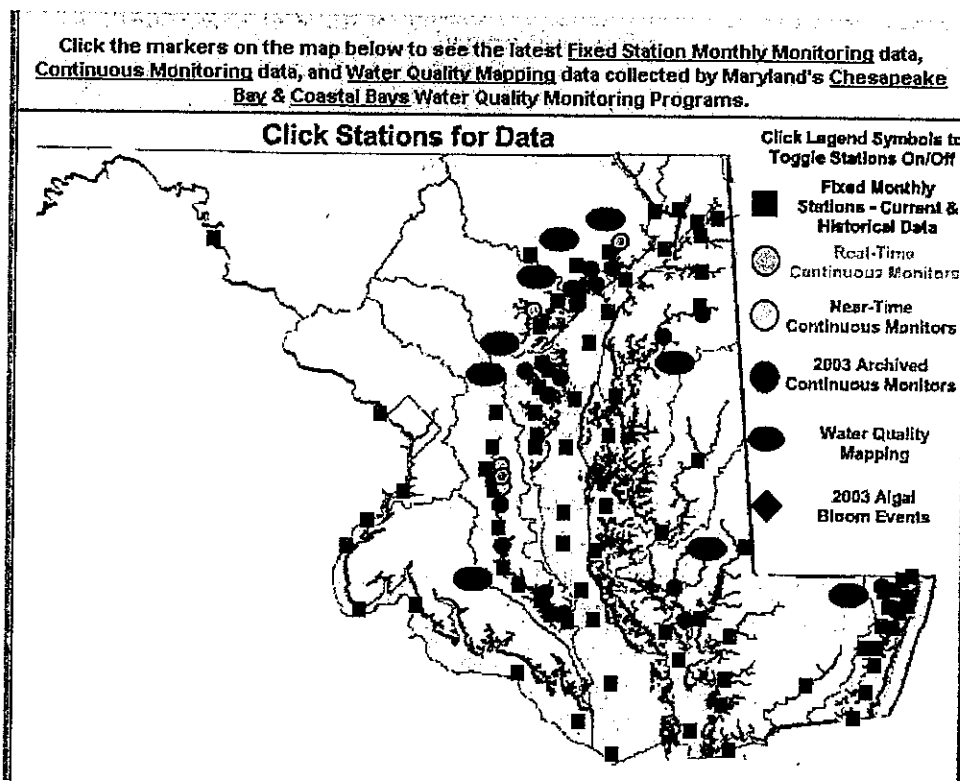 Click the markers on the map below to see the latest Fixed Station Monthly Monitoring data,
Continuous Monitoring data, and Water Quality Mapping data collected by Maryland's Chesapeake
Bay & Coastal Bays Water Quality Monitoring Programs.
Click Stations for Data
Click Legend Symbols to
Toggle Stations On/Off
Fixed Monthly
Stations - Current &
Historical Data
Real-Time
Continuous Monitors
Near-Time
Continuous Monitors
2003 Archived
Continuous Monitors
Water Quality
Mapping
2003 Algal
Bloom Events